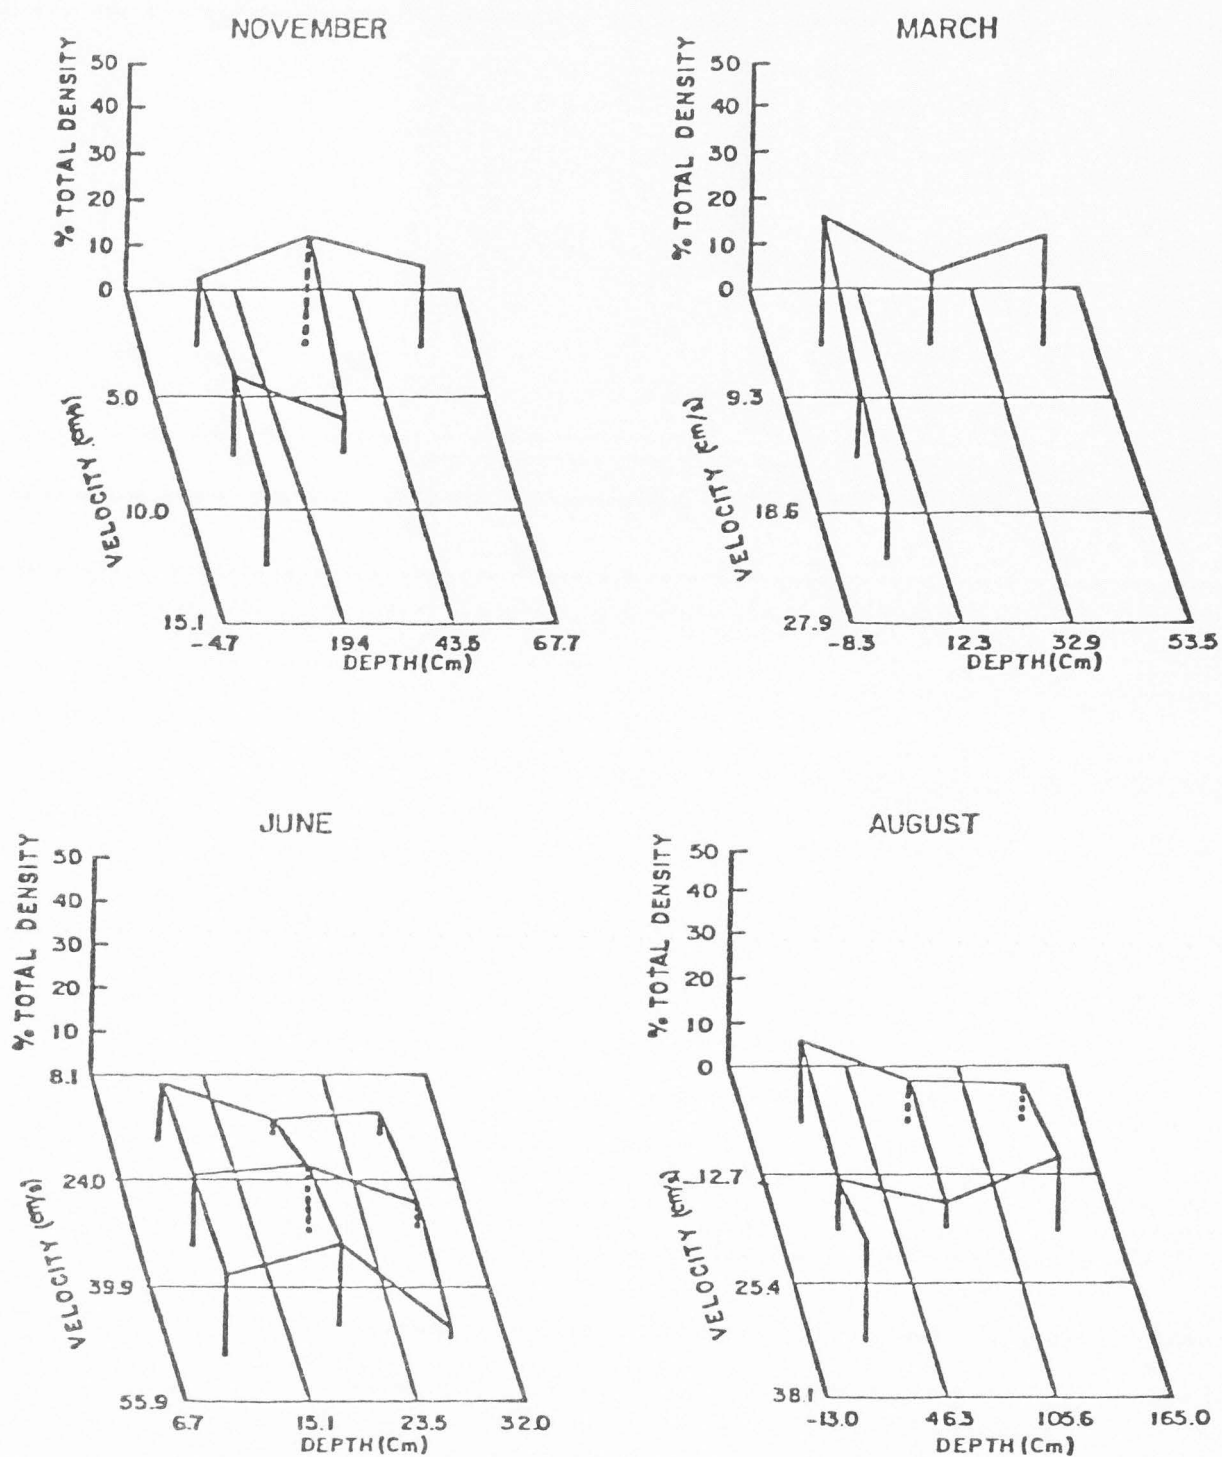 NOVEMBER
% TOTAL DENSITY
50
40
30
20
10
0
5.0
10.0
15.1
VELOCITY (cm/s)
-4.7 19.4 43.5 67.7
DEPTH (Cm)
MARCH
% TOTAL DENSITY
50
40
30
20
10
0
9.3
18.6
27.9
VELOCITY (cm/s)
-8.5 12.3 32.9 53.5
DEPTH (Cm)
JUNE
% TOTAL DENSITY
50
40
30
20
10
8.1
24.0
39.9
55.9
VELOCITY (cm/s)
6.7 15.1 23.5 32.0
DEPTH (Cm)
AUGUST
% TOTAL DENSITY
50
40
30
20
10
0
12.7
25.4
38.1
VELOCITY (cm/s)
-13.0 46.3 105.6 165.0
DEPTH (Cm)